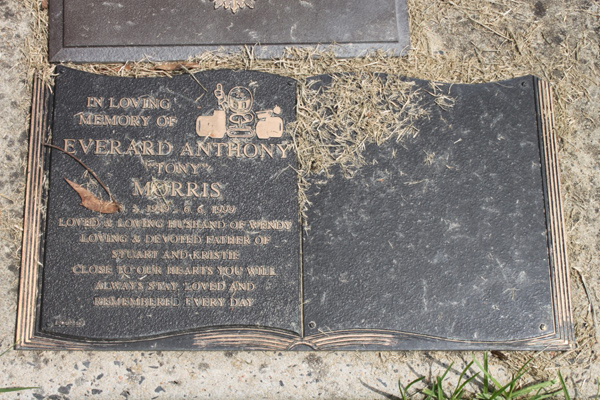 IN LOVING
MEMORY OF
EVERARD ANTHONY
"TONY"
MORRIS
LOVED & LOVING HUSBAND OF WENDY
LOVING & DEVOTED FATHER OF
STUART AND KRISTIE
CLOSE TO OUR HEARTS YOU WILL
ALWAYS STAY, LOVED AND
REMEMBERED EVERY DAY